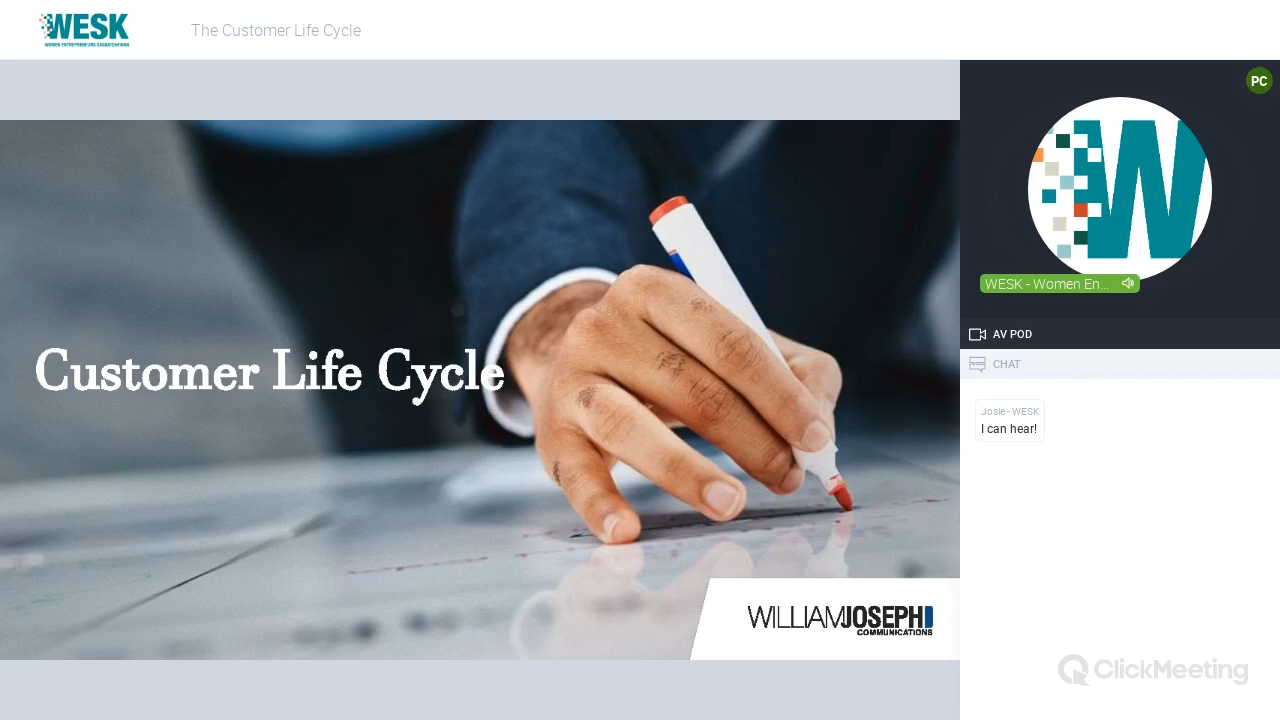 WESK
WOMEN ENTREPRENEURS SASKATCHEWAN
The Customer Life Cycle
PC
W
WESK - Women En...
AV POD
CHAT
Josie - WESK
I can hear!
Customer Life Cycle
WILLIAMJOSEPH
COMMUNICATIONS
ClickMeeting